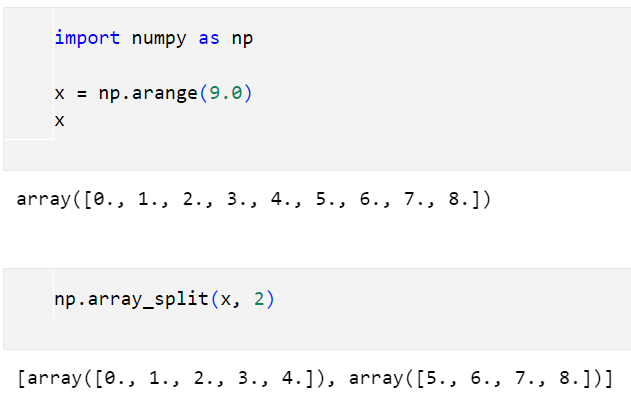 import numpy as np
x = np.arange(9.0)
x
array([0., 1., 2., 3., 4., 5., 6., 7., 8.])
np.array_split(x, 2)
[array([0., 1., 2., 3., 4.]), array([5., 6., 7., 8.])]